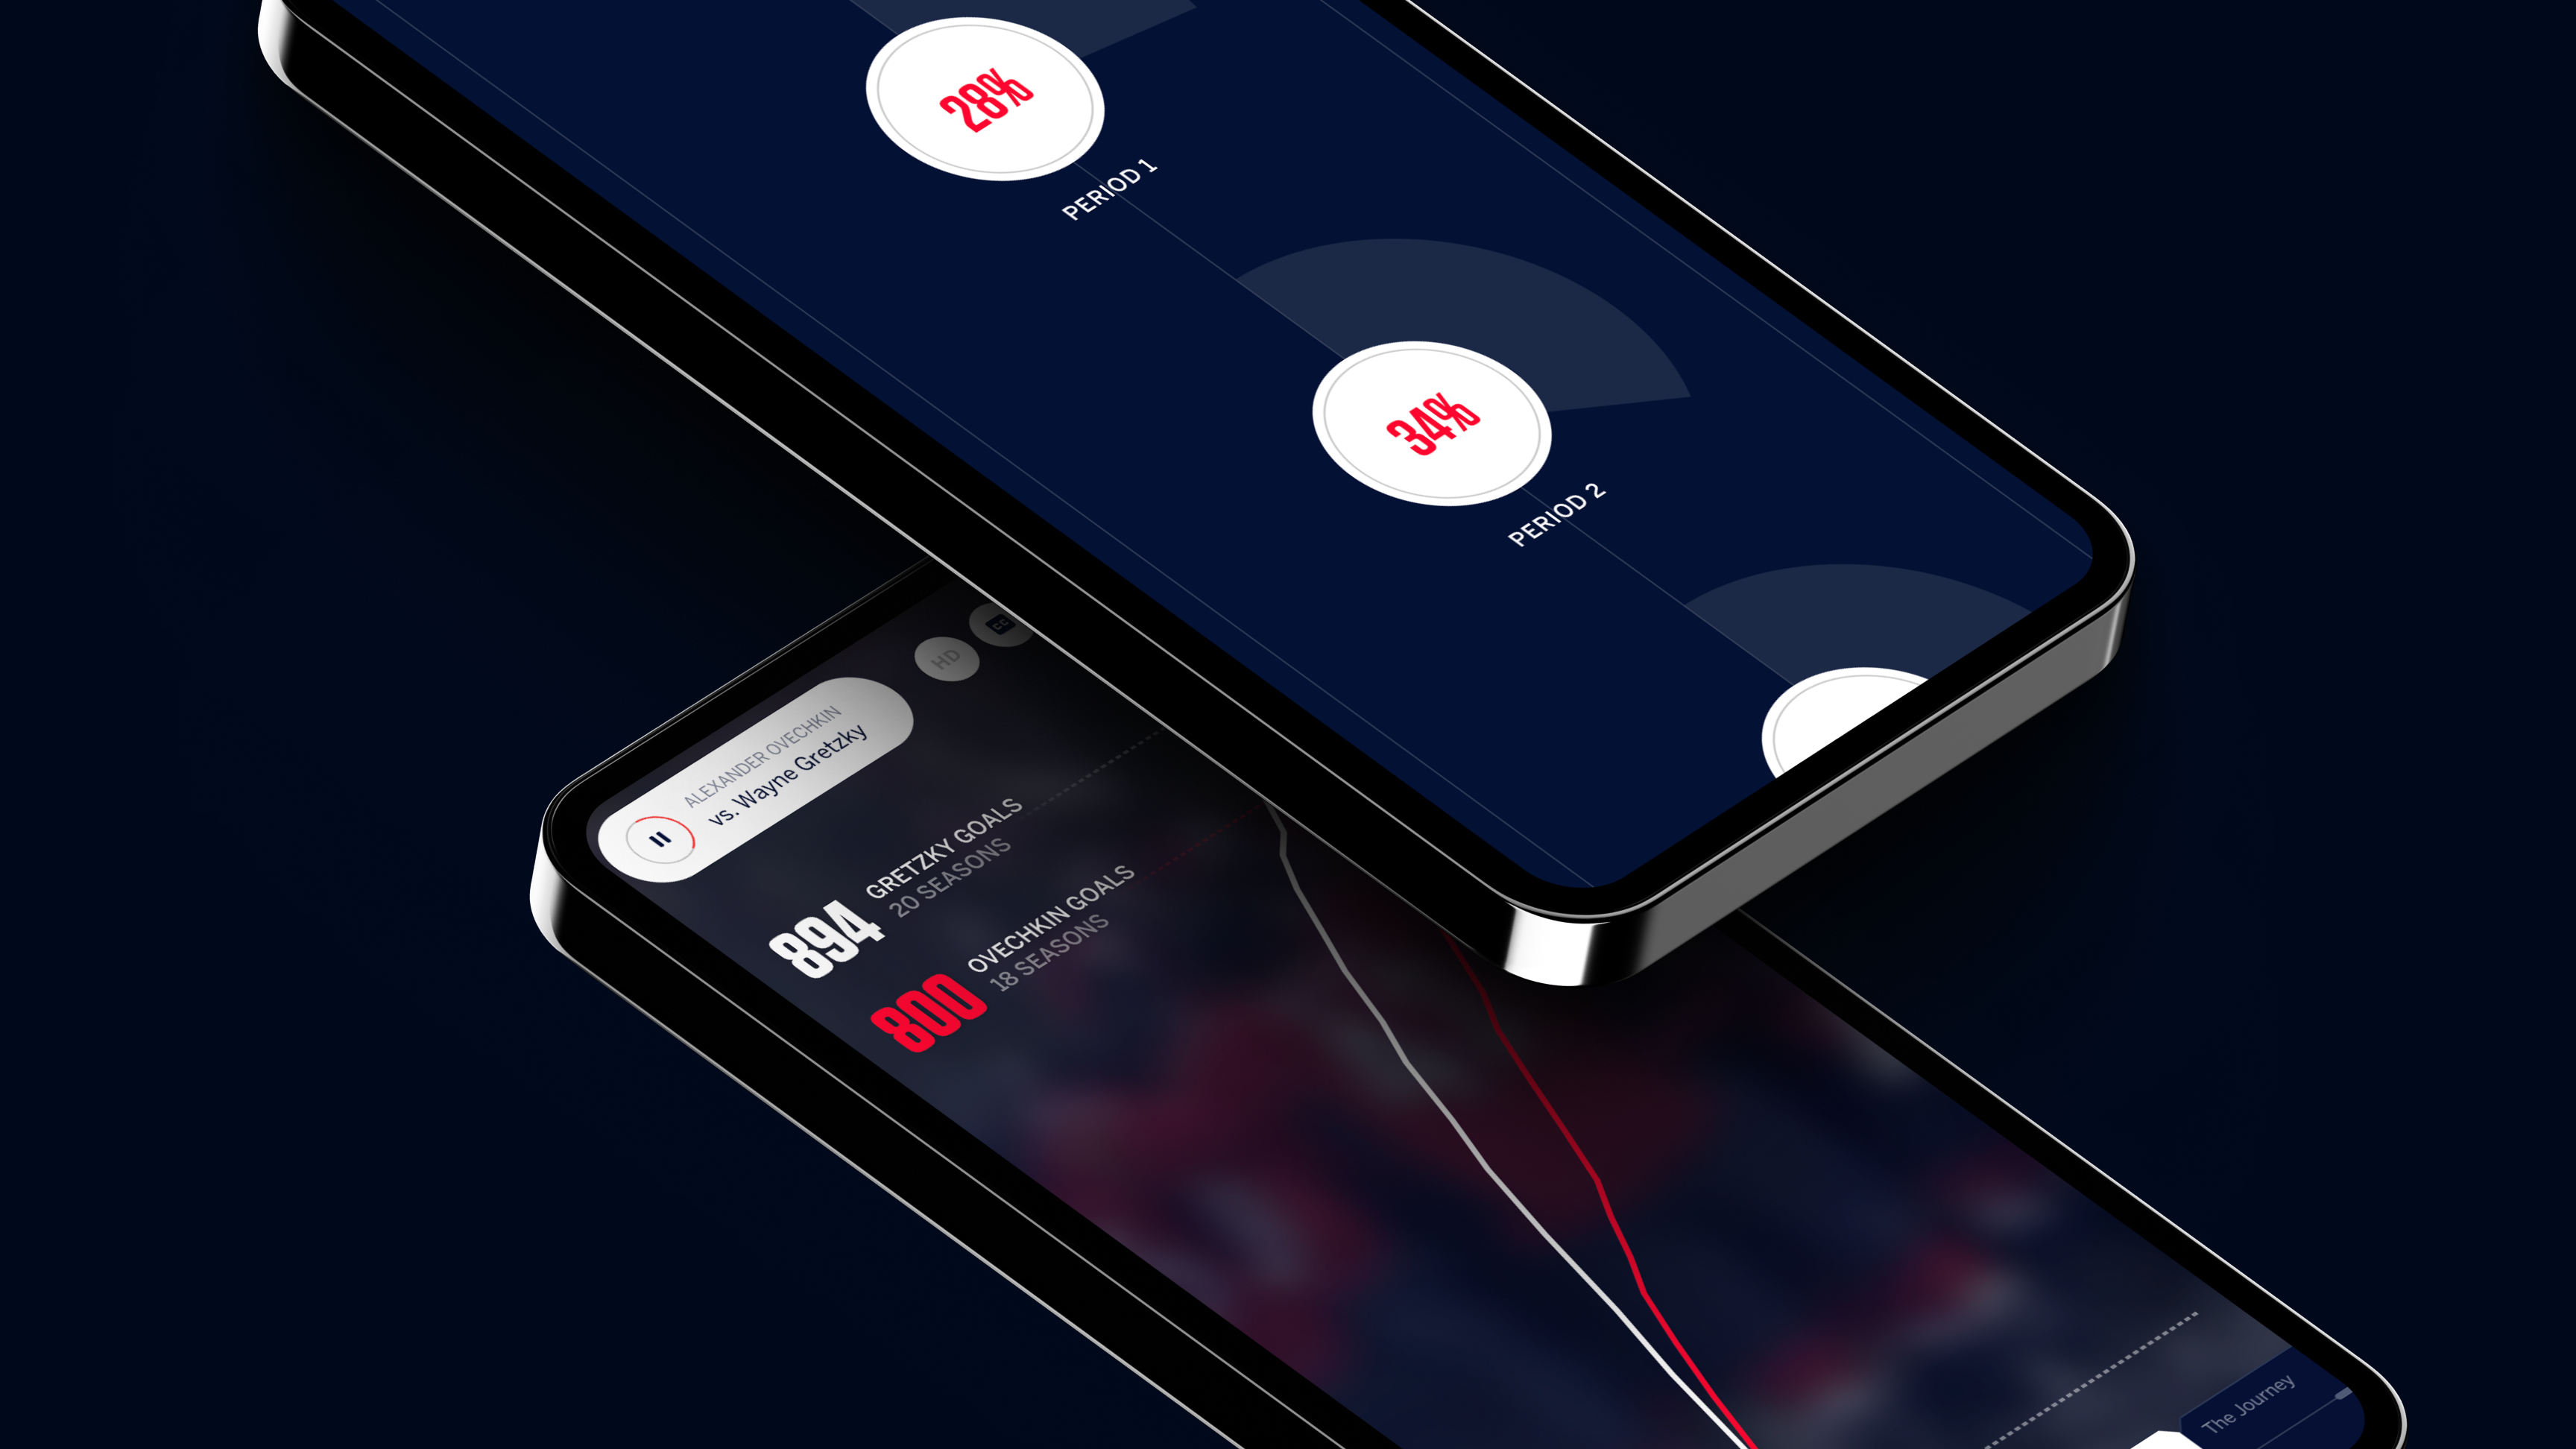 28%
PERIOD 1
34%
PERIOD 2
CC
HD
ALEXANDER OVECHKIN
vs. Wayne Gretzky
894
GRETZKY GOALS
20 SEASONS
800
OVECHKIN GOALS
18 SEASONS
The Journey